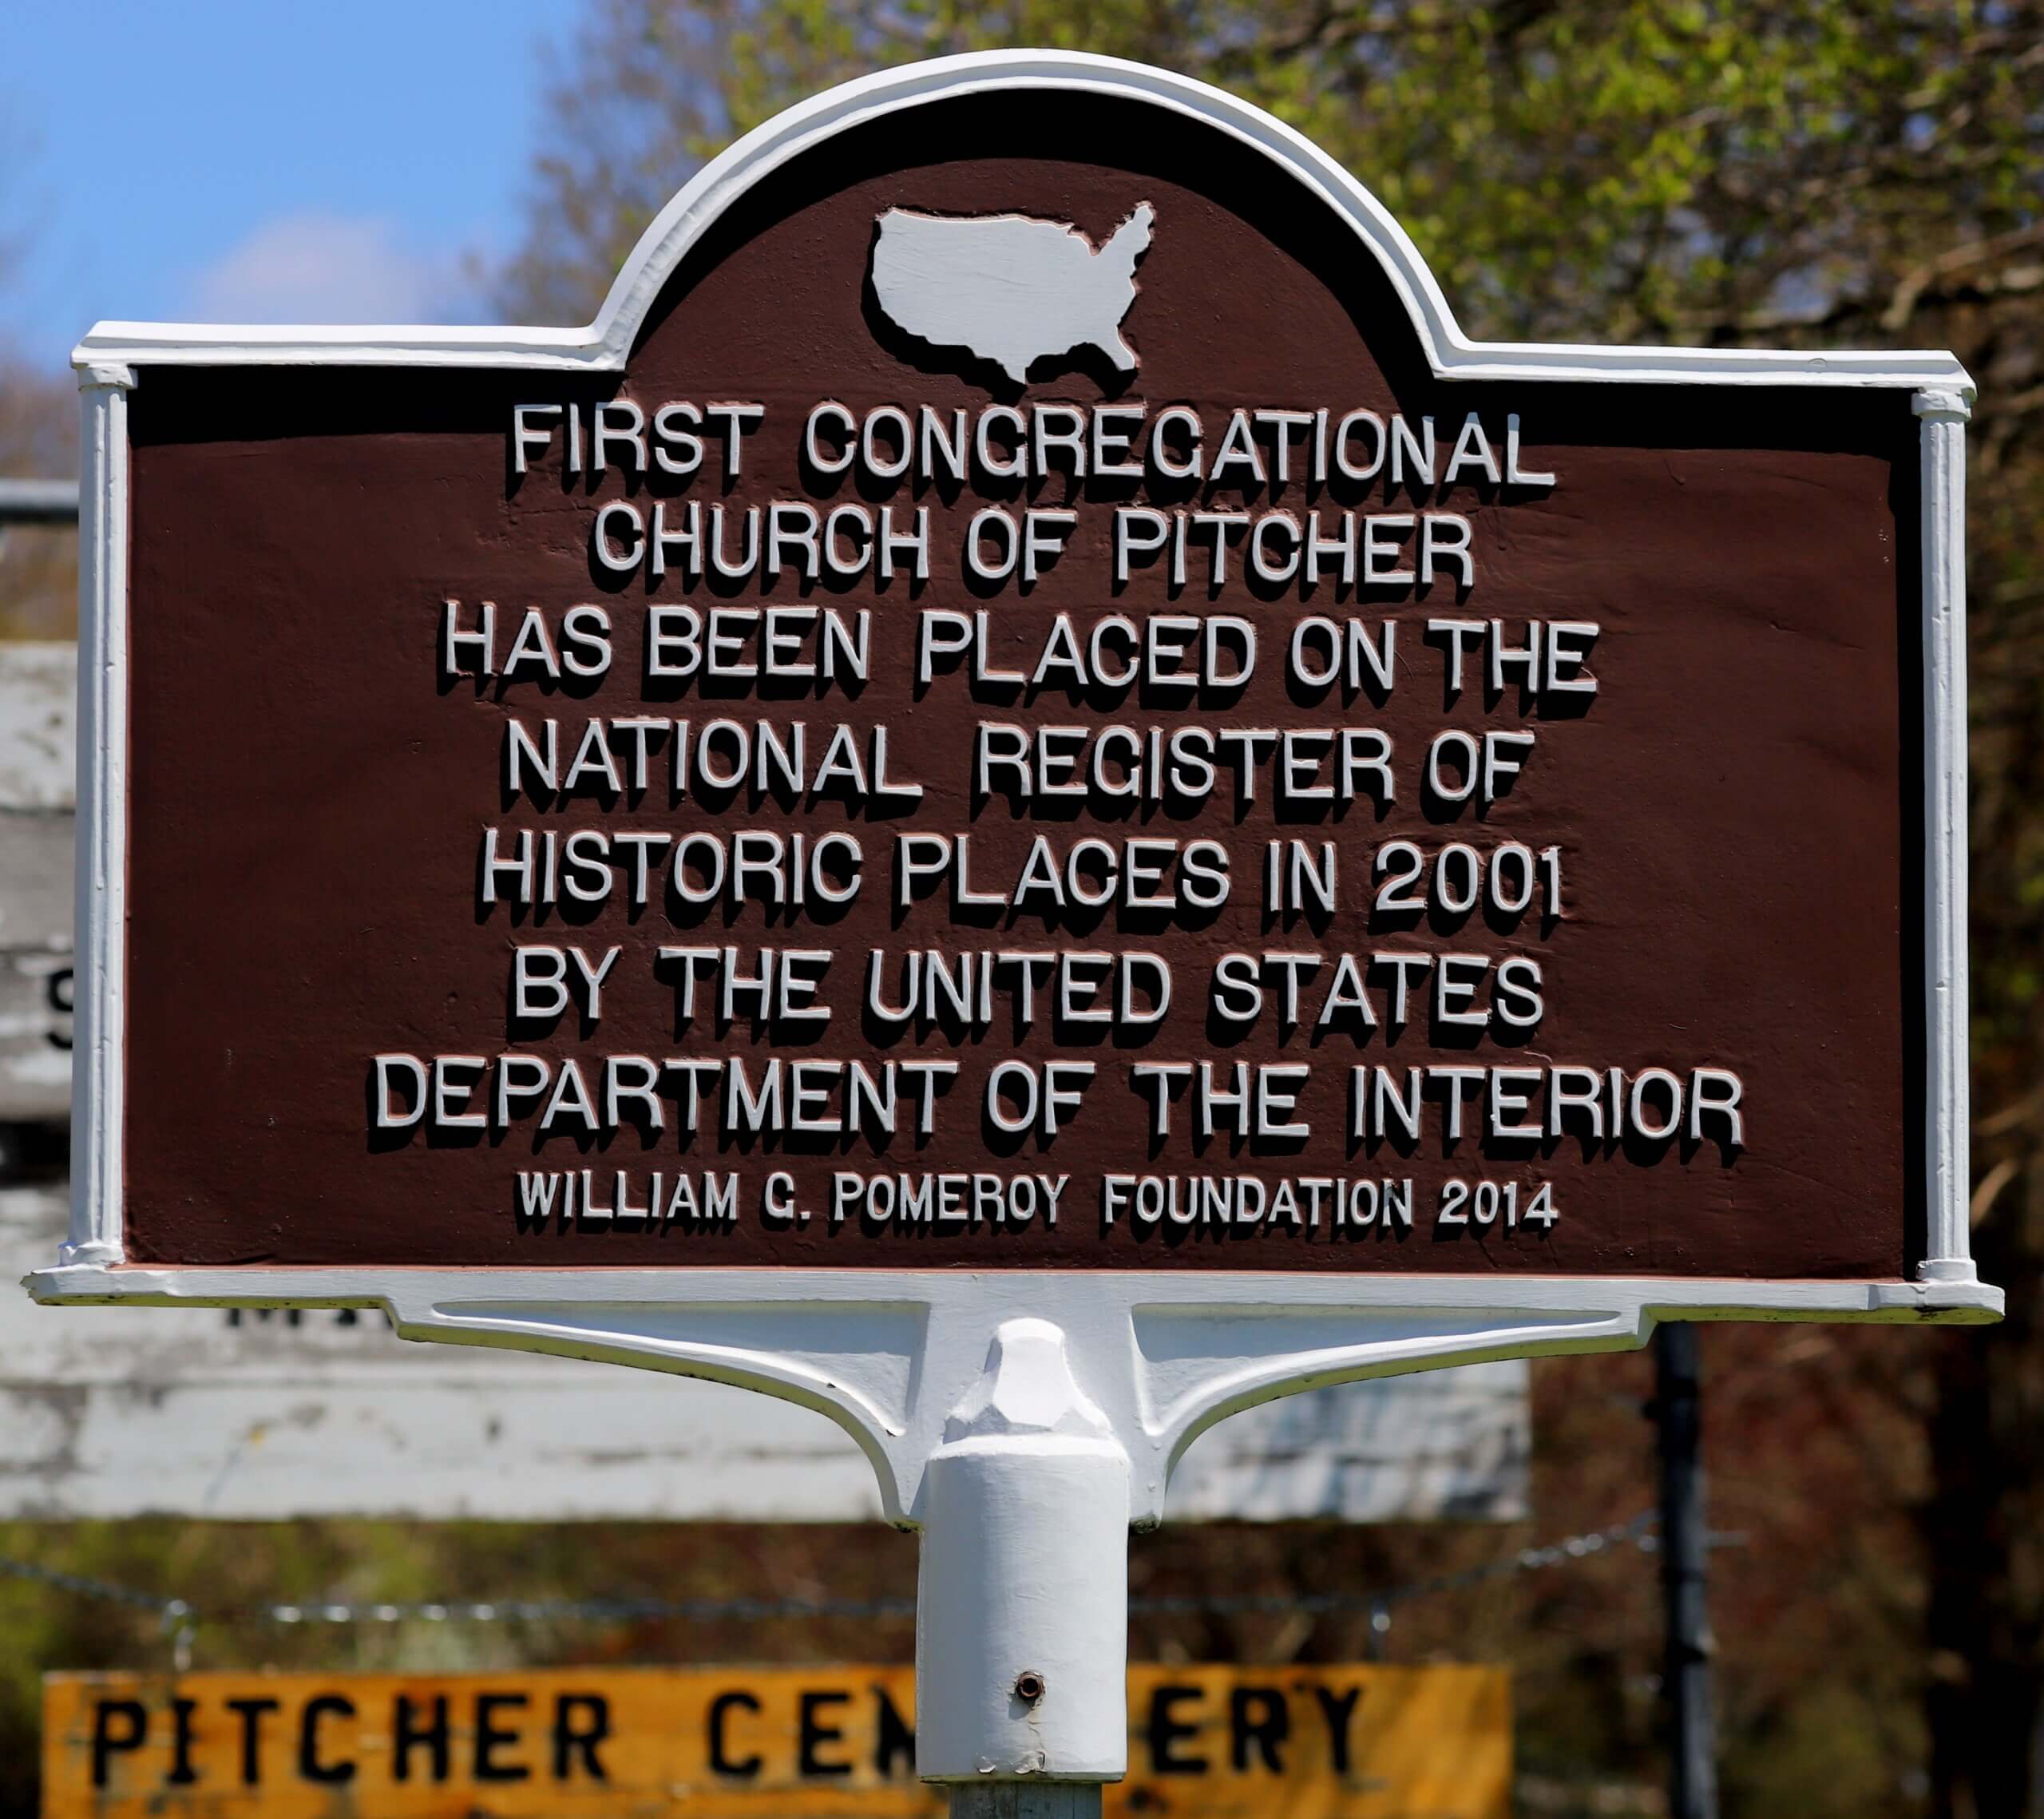 FIRST CONGREGATIONAL
CHURCH OF PITCHER
HAS BEEN PLACED ON THE
NATIONAL REGISTER OF
HISTORIC PLACES IN 2001
BY THE UNITED STATES
DEPARTMENT OF THE INTERIOR
WILLIAM G. POMEROY FOUNDATION 2014
PITCHER